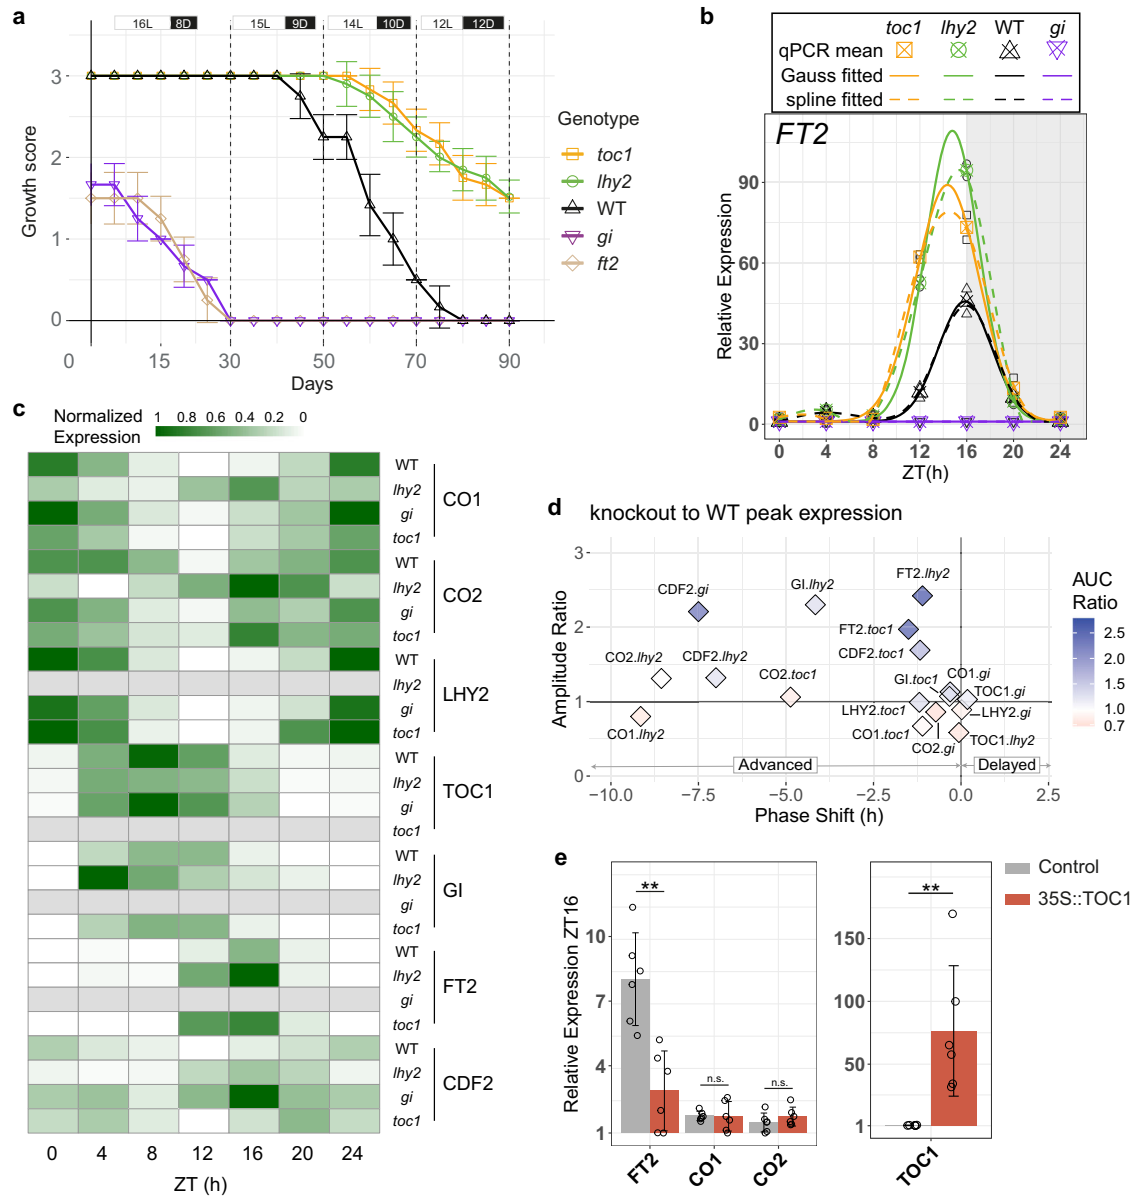 a
16L 8D 15L 9D 14L 10D 12L 12D
3
2
1
0
Growth score
0 15 30 50 70 90
Days
Genotype
toc1
lhy2
WT
gi
ft2
b
toc1 lhy2 WT gi
qPCR mean
Gauss fitted
spline fitted
FT2
90
60
30
0
Relative Expression
0 4 8 12 16 20 24
ZT(h)
c
Normalized
Expression
1 0.8 0.6 0.4 0.2 0
WT
lhy2
gi
toc1
CO1
WT
lhy2
gi
toc1
CO2
WT
lhy2
gi
toc1
LHY2
WT
lhy2
gi
toc1
TOC1
WT
lhy2
gi
toc1
GI
WT
lhy2
gi
toc1
FT2
WT
lhy2
gi
toc1
CDF2
0 4 8 12 16 20 24
ZT (h)
d
knockout to WT peak expression
3
2
1
0
Amplitude Ratio
CDF2.gi
GI.lhy2
FT2.lhy2
FT2.toc1
CDF2.toc1
CO2.lhy2
CDF2.lhy2
CO2.toc1
GI.toc1
CO1.gi
TOC1.gi
LHY2.toc1
LHY2.gi
CO1.lhy2
CO1.toc1
CO2.gi
TOC1.lhy2
Advanced
Delayed
−10.0 −7.5 −5.0 −2.5 0.0 2.5
Phase Shift (h)
AUC
Ratio
2.5
2.0
1.5
1.0
0.7
e
Relative Expression ZT16
10
7
4
1
**
n.s.
n.s.
FT2 CO1 CO2
150
100
50
1
**
TOC1
Control
35S::TOC1